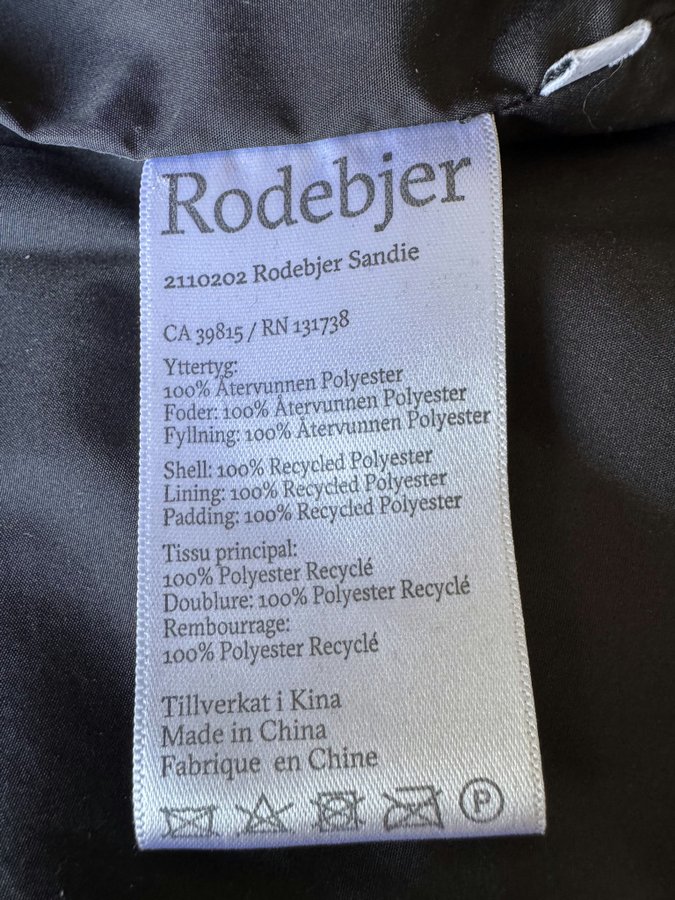 Rodebjer
2110202 Rodebjer Sandie
CA 39815 / RN 131738
Yttertyg:
100% Återvunnen Polyester
Foder: 100% Återvunnen Polyester
Fyllning: 100% Återvunnen Polyester
Shell: 100% Recycled Polyester
Lining: 100% Recycled Polyester
Padding: 100% Recycled Polyester
Tissu principal:
100% Polyester Recyclé
Doublure: 100% Polyester Recyclé
Rembourrage:
100% Polyester Recyclé
Tillverkat i Kina
Made in China
Fabrique en Chine
P